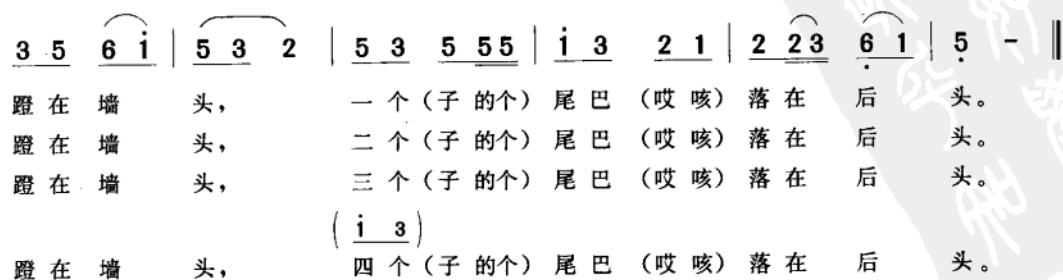 3 5 6 i | 5 3 2 | 5 3 5 55 | i 3 2 1 | 2 23 6 1 | 5 - ‖
蹬在墙 头， 一个（子的个）尾巴（哎咳）落在 后 头。
蹬在墙 头， 二个（子的个）尾巴（哎咳）落在 后 头。
蹬在墙 头， 三个（子的个）尾巴（哎咳）落在 后 头。
(i 3)
蹬在墙 头， 四个（子的个）尾巴（哎咳）落在 后 头。